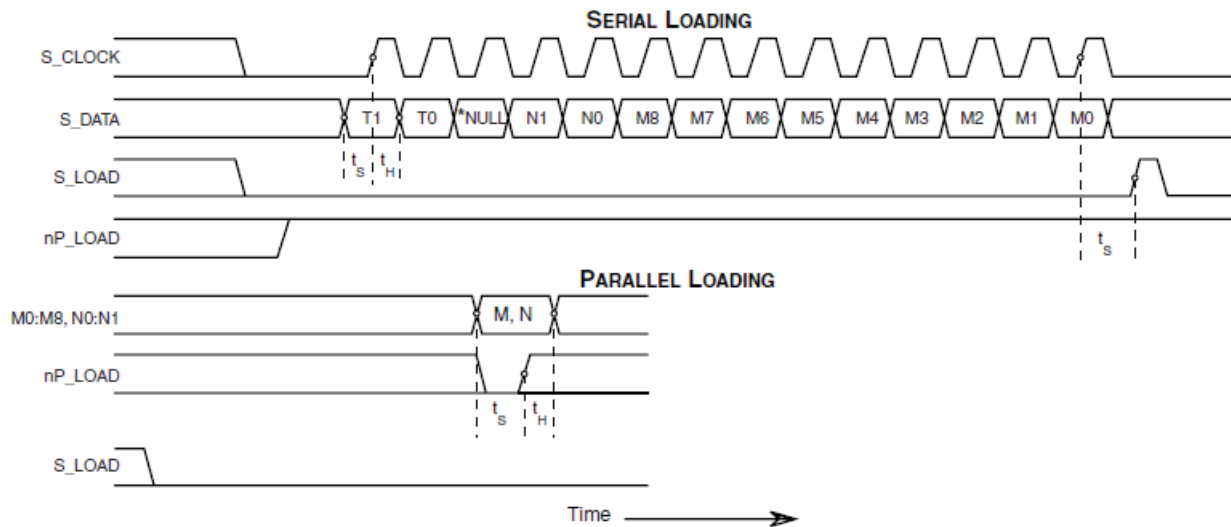 SERIAL LOADING
S_CLOCK
S_DATA T1 T0 *NULL N1 N0 M8 M7 M6 M5 M4 M3 M2 M1 M0
tS tH
S_LOAD
nP_LOAD
tS
PARALLEL LOADING
M0:M8, N0:N1 M, N
nP_LOAD
tS tH
S_LOAD
Time